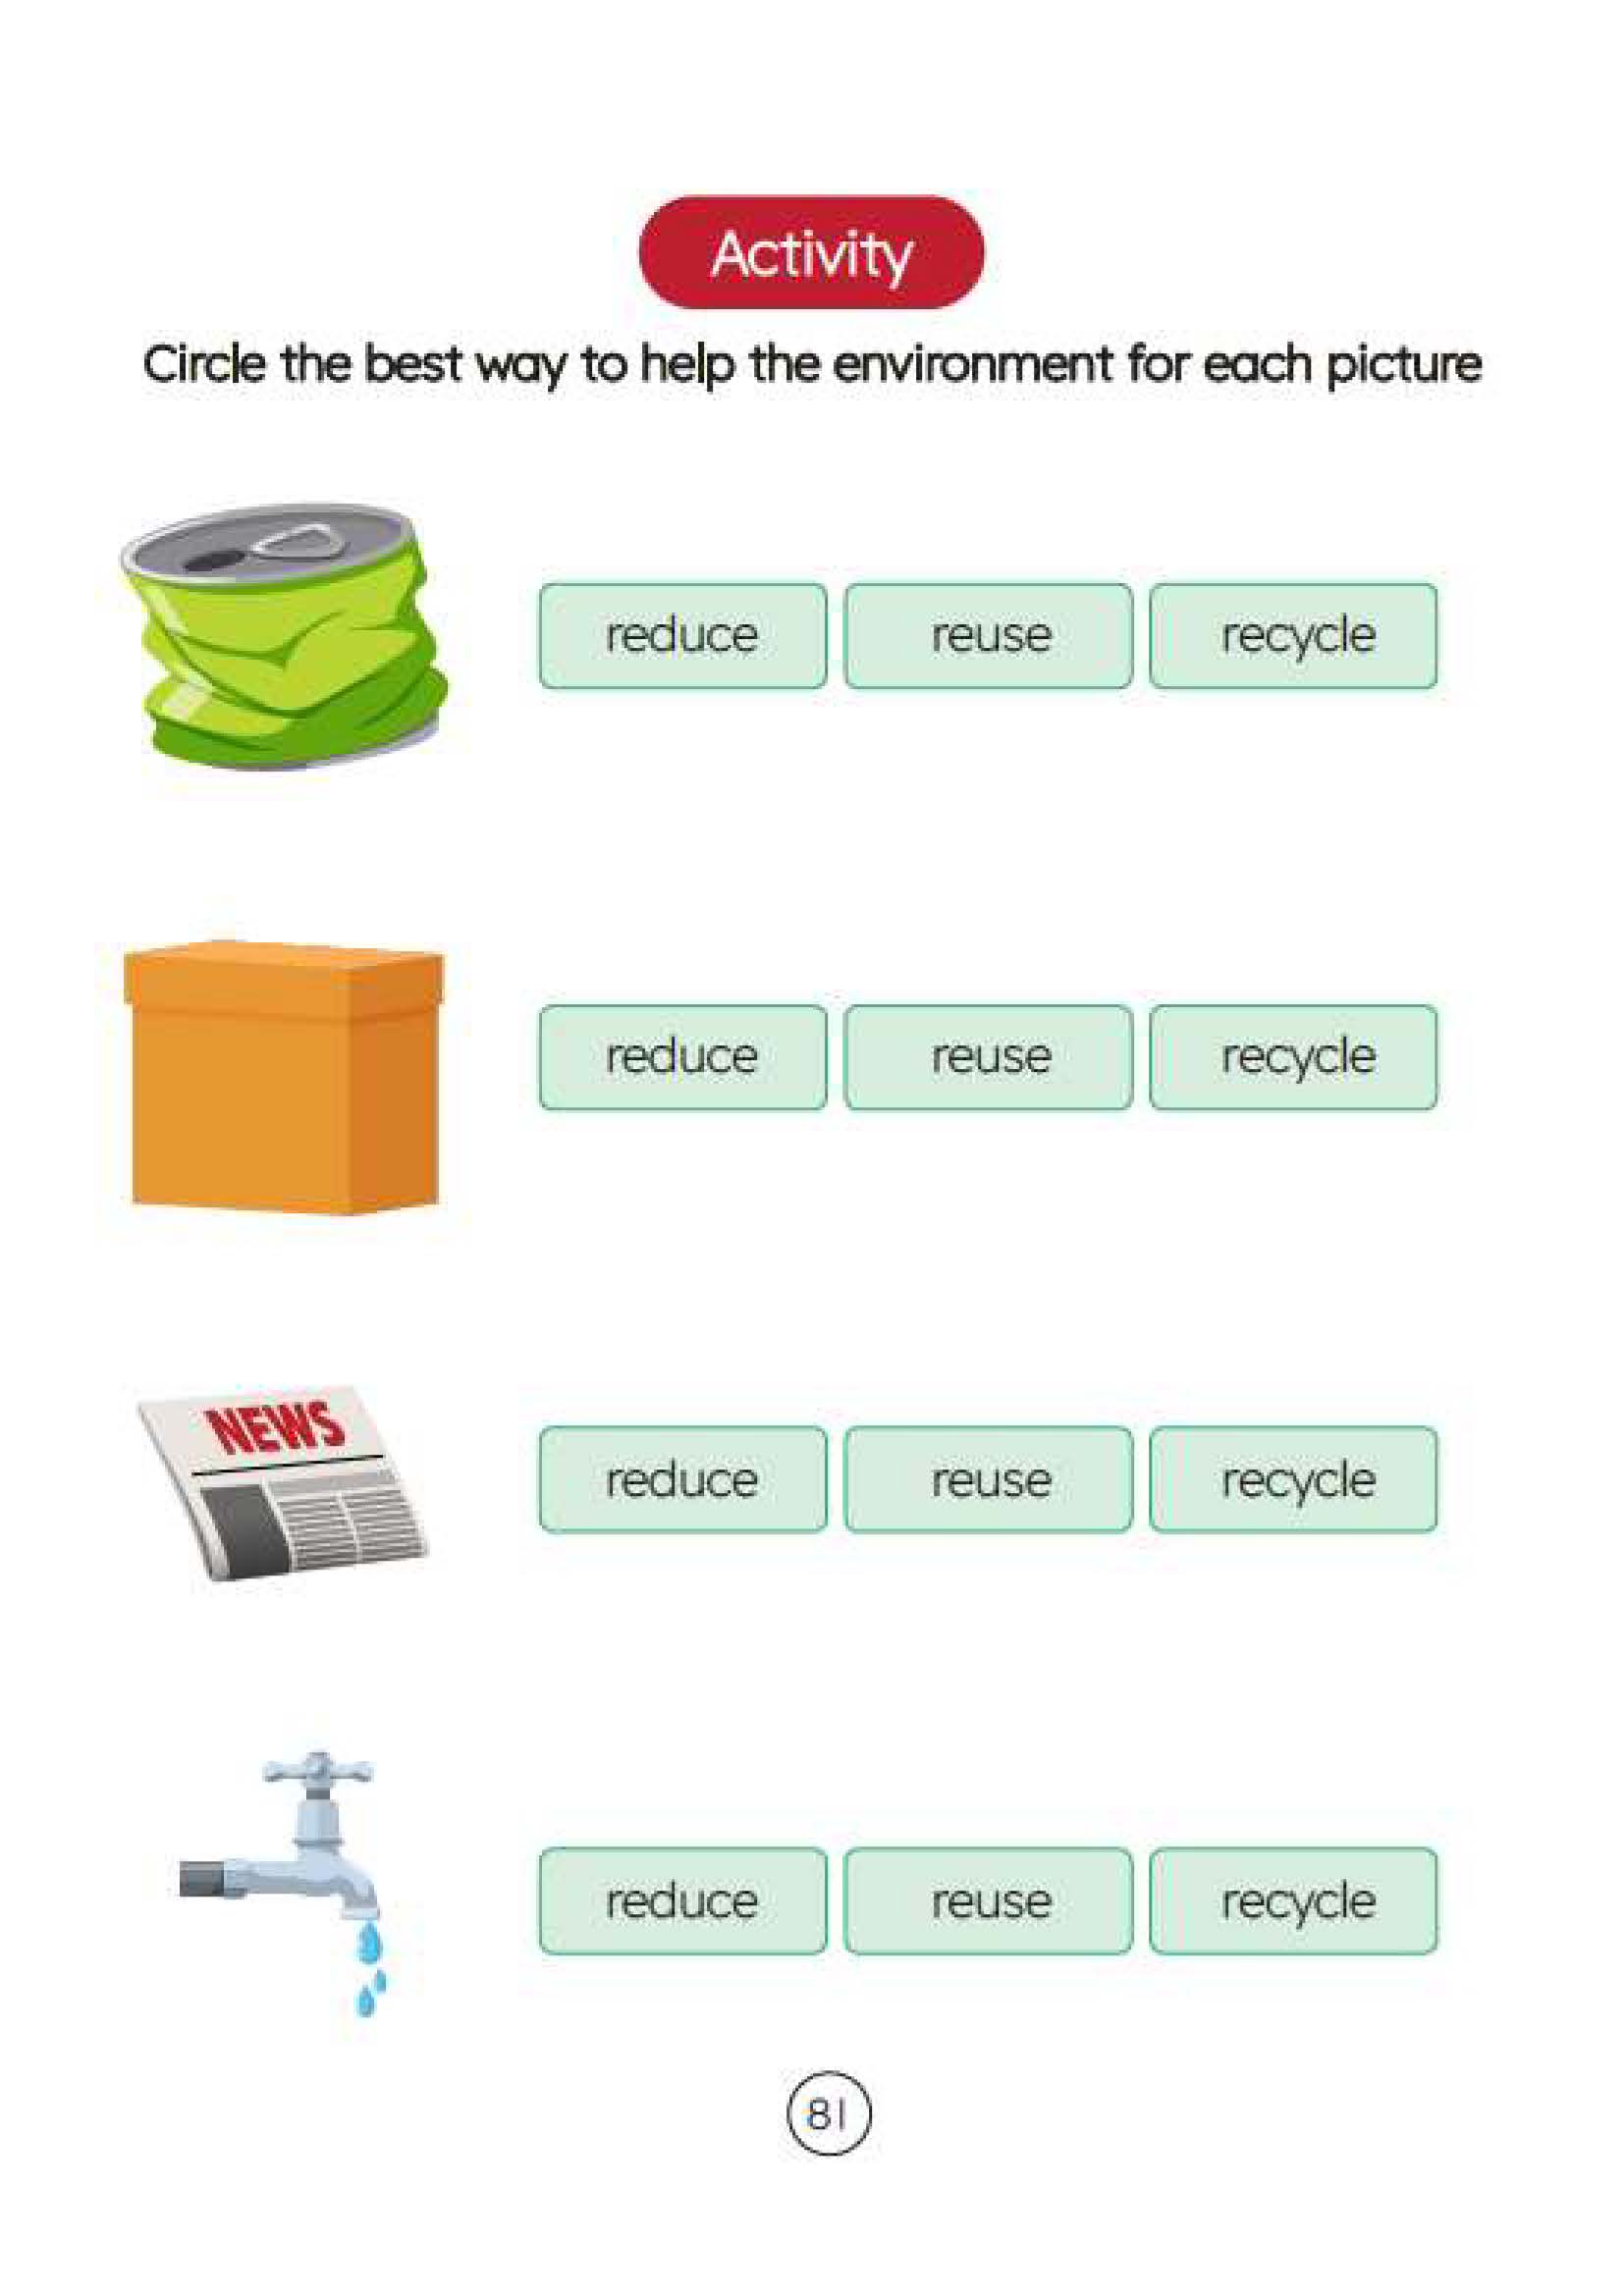 Activity
Circle the best way to help the environment for each picture
reduce reuse recycle
reduce reuse recycle
NEWS
reduce reuse recycle
reduce reuse recycle
81